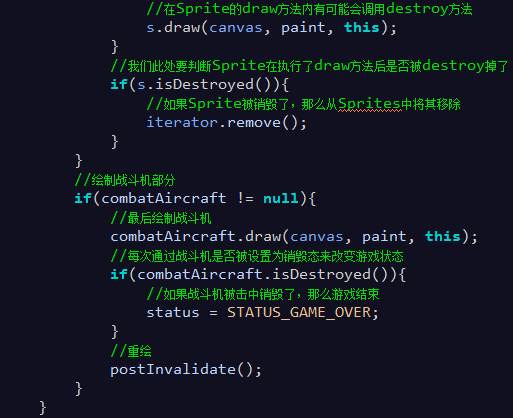 //在Sprite的draw方法内有可能会调用destroy方法
s.draw(canvas, paint, this);
}
//我们此处要判断Sprite在执行了draw方法后是否被destroy掉了
if(s.isDestroyed()){
//如果Sprite被销毁了，那么从Sprites中将其移除
iterator.remove();
}
}
//绘制战斗机部分
if(combatAircraft != null){
//最后绘制战斗机
combatAircraft.draw(canvas, paint, this);
//每次通过战斗机是否被设置为销毁态来改变游戏状态
if(combatAircraft.isDestroyed()){
//如果战斗机被击中销毁了，那么游戏结束
status = STATUS_GAME_OVER;
}
//重绘
postInvalidate();
}
}